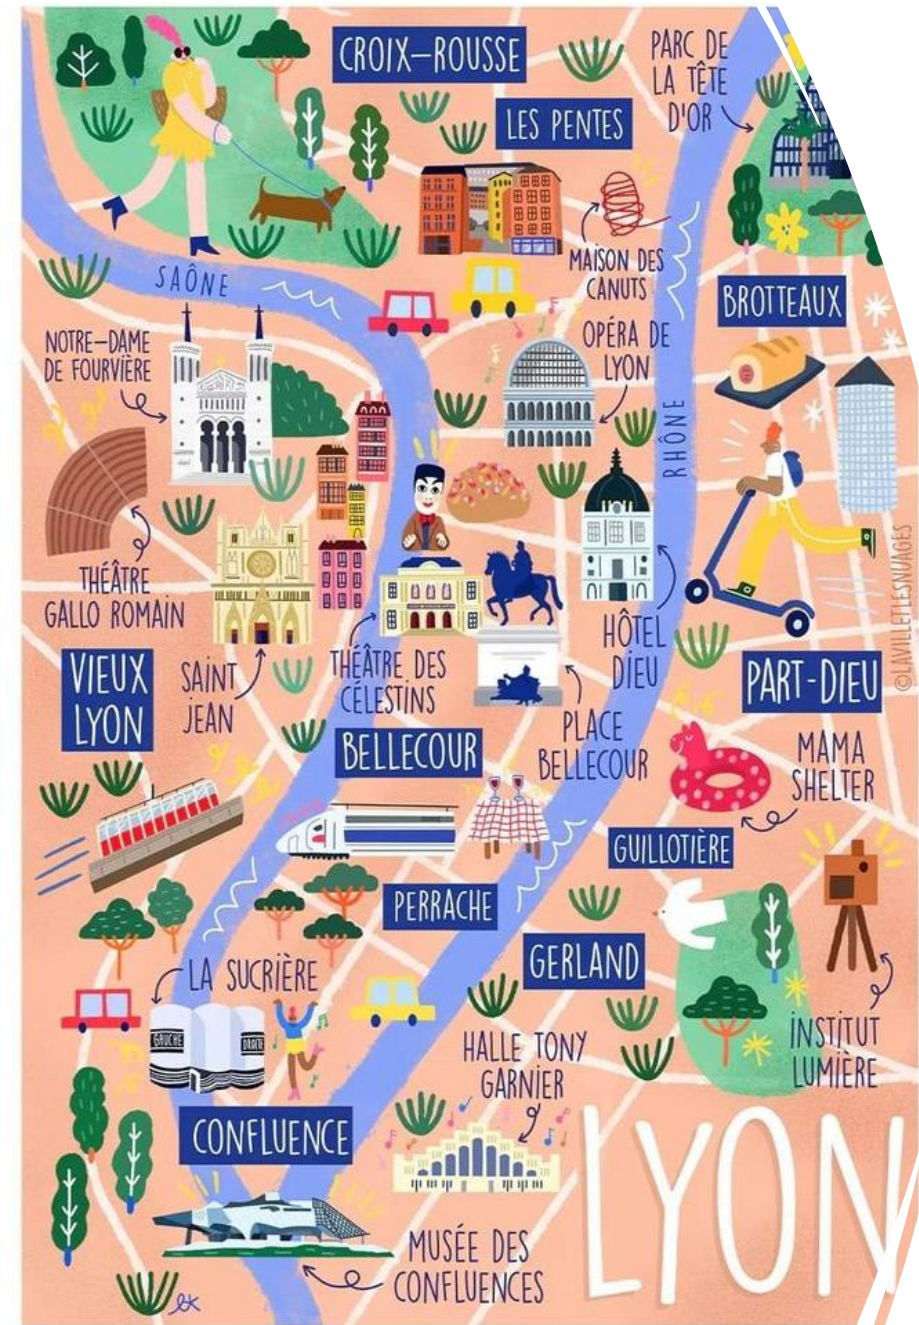 CROIX-ROUSSE
PARC DE
LA TÊTE
D'OR
LES PENTES
MAISON DES
CANUTS
SAÔNE
BROTTEAUX
NOTRE-DAME
DE FOURVIÈRE
OPÉRA DE
LYON
RHÔNE
THÉÂTRE
GALLO ROMAIN
©LAVILLEETLESNUAGES
HÔTEL
DIEU
VIEUX
LYON
SAINT
JEAN
THÉÂTRE DES
CÉLESTINS
PART-DIEU
PLACE
BELLECOUR
BELLECOUR
MAMA
SHELTER
GUILLOTIÈRE
PERRACHE
GERLAND
LA SUCRIÈRE
GAUCHE
DROITE
HALLE TONY
GARNIER
INSTITUT
LUMIÈRE
CONFLUENCE
LYON
MUSÉE DES
CONFLUENCES